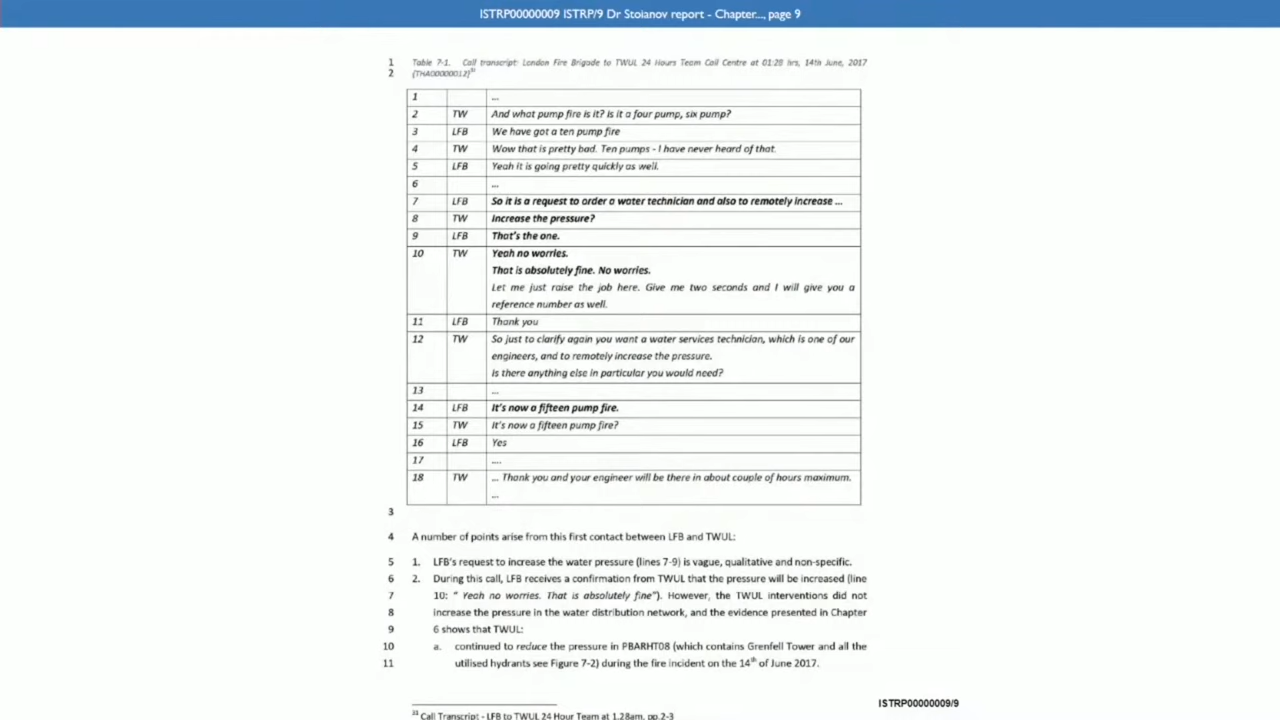 ISTRP00000009 ISTRP/9 Dr Stoianov report - Chapter..., page 9
1 Table 7-1. Call transcript: London Fire Brigade to TWUL 24 Hours Team Call Centre at 01:28 hrs, 14th June, 2017
2 (THA00000012)33
1 ...
2 TW And what pump fire is it? Is it a four pump, six pump?
3 LFB We have got a ten pump fire
4 TW Wow that is pretty bad. Ten pumps - I have never heard of that.
5 LFB Yeah it is going pretty quickly as well.
6 ...
7 LFB So it is a request to order a water technician and also to remotely increase ...
8 TW Increase the pressure?
9 LFB That's the one.
10 TW Yeah no worries.
That is absolutely fine. No worries.
Let me just raise the job here. Give me two seconds and I will give you a
reference number as well.
11 LFB Thank you
12 TW So just to clarify again you want a water services technician, which is one of our
engineers, and to remotely increase the pressure.
Is there anything else in particular you would need?
13 ...
14 LFB It's now a fifteen pump fire.
15 TW It's now a fifteen pump fire?
16 LFB Yes
17 ....
18 TW ... Thank you and your engineer will be there in about couple of hours maximum.
...
3
4 A number of points arise from this first contact between LFB and TWUL:
5 1. LFB's request to increase the water pressure (lines 7-9) is vague, qualitative and non-specific.
6 2. During this call, LFB receives a confirmation from TWUL that the pressure will be increased (line
7 10: " Yeah no worries. That is absolutely fine"). However, the TWUL interventions did not
8 increase the pressure in the water distribution network, and the evidence presented in Chapter
9 6 shows that TWUL:
10 a. continued to reduce the pressure in PBARHT08 (which contains Grenfell Tower and all the
11 utilised hydrants see Figure 7-2) during the fire incident on the 14th of June 2017.
ISTRP00000009/9
33 Call Transcript - LFB to TWUL 24 Hour Team at 1.28am, pp.2-3